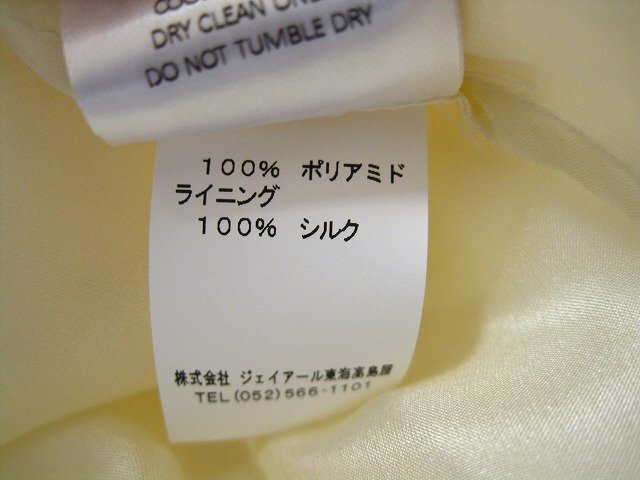 DRY CLEAN
DO NOT TUMBLE DRY
100% ポリアミド
ライニング
100% シルク
株式会社 ジェイアール東海高島屋
TEL(052)566-1101